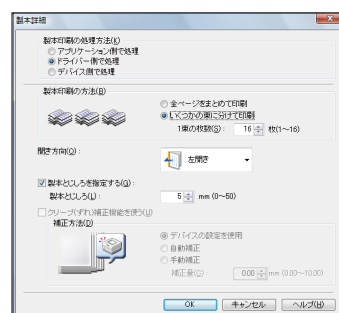 製本詳細
製本印刷の処理方法(K)
アプリケーション側で処理
ドライバー側で処理
デバイス側で処理
製本印刷の方法(B)
全ページをまとめて印刷
いくつかの束に分けて印刷
1束の枚数(S): 16 枚(1~16)
開き方向(O): 左開き
製本とじしろを指定する(G):
製本とじしろ(L): 5 mm (0~50)
クリープ(ずれ)補正機能を使う(U)
補正方法(D)
デバイスの設定を使用
自動補正
手動補正
補正量(C): 0.00 mm (0.00~10.00)
OK キャンセル ヘルプ(H)